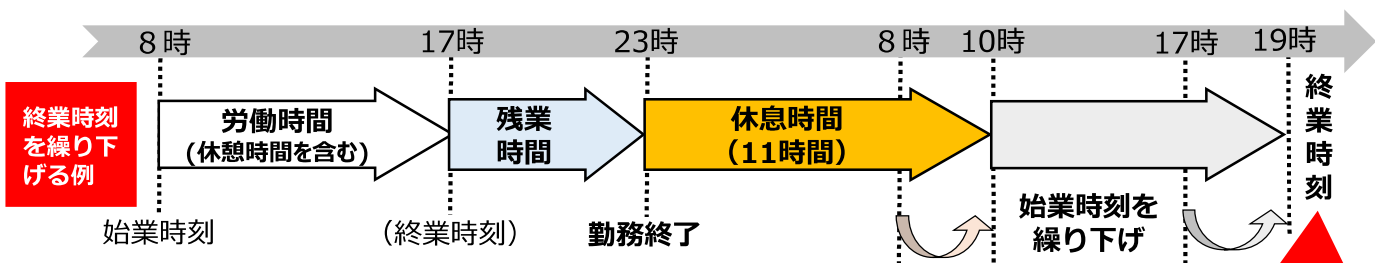 8時
17時
23時
8時
10時
17時
19時
終業時刻
を繰り下
げる例
労働時間
(休憩時間を含む)
残業
時間
休息時間
（11時間）
終業時刻
始業時刻
（終業時刻）
勤務終了
始業時刻を
繰り下げ